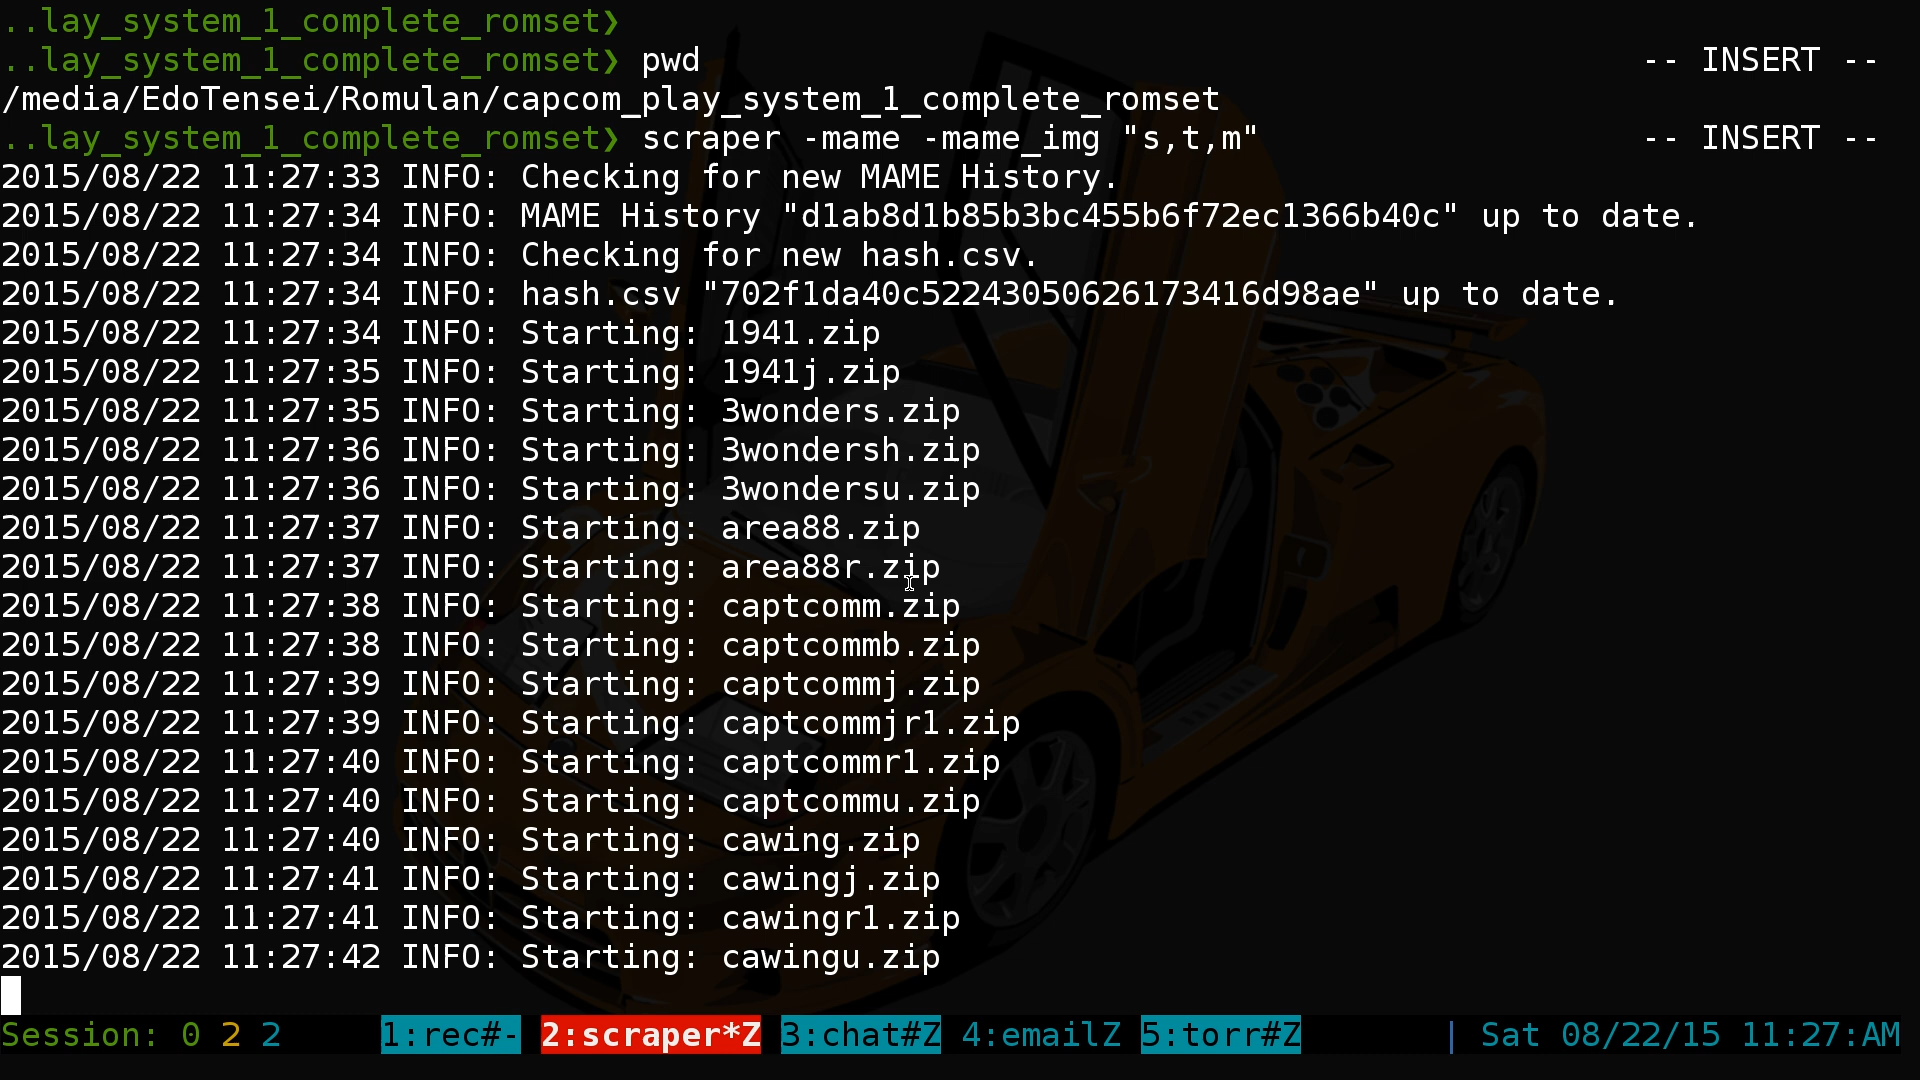 ..lay_system_1_complete_romset❯
..lay_system_1_complete_romset❯ pwd -- INSERT --
/media/EdoTensei/Romulan/capcom_play_system_1_complete_romset
..lay_system_1_complete_romset❯ scraper -mame -mame_img "s,t,m" -- INSERT --
2015/08/22 11:27:33 INFO: Checking for new MAME History.
2015/08/22 11:27:34 INFO: MAME History "d1ab8d1b85b3bc455b6f72ec1366b40c" up to date.
2015/08/22 11:27:34 INFO: Checking for new hash.csv.
2015/08/22 11:27:34 INFO: hash.csv "702f1da40c52243050626173416d98ae" up to date.
2015/08/22 11:27:34 INFO: Starting: 1941.zip
2015/08/22 11:27:35 INFO: Starting: 1941j.zip
2015/08/22 11:27:35 INFO: Starting: 3wonders.zip
2015/08/22 11:27:36 INFO: Starting: 3wondersh.zip
2015/08/22 11:27:36 INFO: Starting: 3wondersu.zip
2015/08/22 11:27:37 INFO: Starting: area88.zip
2015/08/22 11:27:37 INFO: Starting: area88r.zip
2015/08/22 11:27:38 INFO: Starting: captcomm.zip
2015/08/22 11:27:38 INFO: Starting: captcommb.zip
2015/08/22 11:27:39 INFO: Starting: captcommj.zip
2015/08/22 11:27:39 INFO: Starting: captcommjr1.zip
2015/08/22 11:27:40 INFO: Starting: captcommr1.zip
2015/08/22 11:27:40 INFO: Starting: captcommu.zip
2015/08/22 11:27:40 INFO: Starting: cawing.zip
2015/08/22 11:27:41 INFO: Starting: cawingj.zip
2015/08/22 11:27:41 INFO: Starting: cawingr1.zip
2015/08/22 11:27:42 INFO: Starting: cawingu.zip
Session: 0 2 2 1:rec#- 2:scraper*Z 3:chat#Z 4:emailZ 5:torr#Z | Sat 08/22/15 11:27:AM